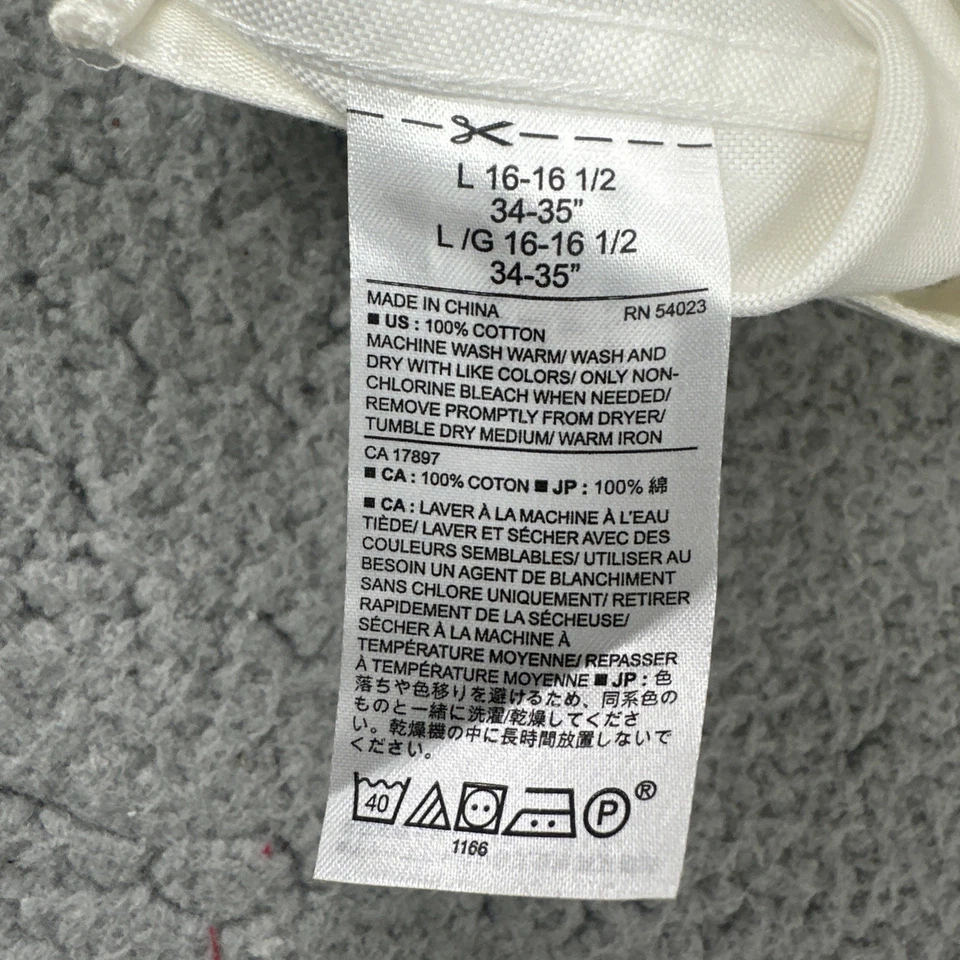 L 16-16 1/2
34-35"
L /G 16-16 1/2
34-35"
MADE IN CHINA RN 54023
■ US : 100% COTTON
MACHINE WASH WARM/ WASH AND
DRY WITH LIKE COLORS/ ONLY NON-
CHLORINE BLEACH WHEN NEEDED/
REMOVE PROMPTLY FROM DRYER/
TUMBLE DRY MEDIUM/ WARM IRON
CA 17897
■ CA : 100% COTON ■ JP : 100% 綿
■ CA : LAVER À LA MACHINE À L'EAU
TIÈDE/ LAVER ET SÉCHER AVEC DES
COULEURS SEMBLABLES/ UTILISER AU
BESOIN UN AGENT DE BLANCHIMENT
SANS CHLORE UNIQUEMENT/ RETIRER
RAPIDEMENT DE LA SÉCHEUSE/
SÉCHER À LA MACHINE À
TEMPÉRATURE MOYENNE/ REPASSER
À TEMPÉRATURE MOYENNE ■ JP : 色
落ちや色移りを避けるため、同系色の
ものと一緒に洗濯/乾燥してくださ
い。乾燥機の中に長時間放置しないで
ください。
40 P ®
1166